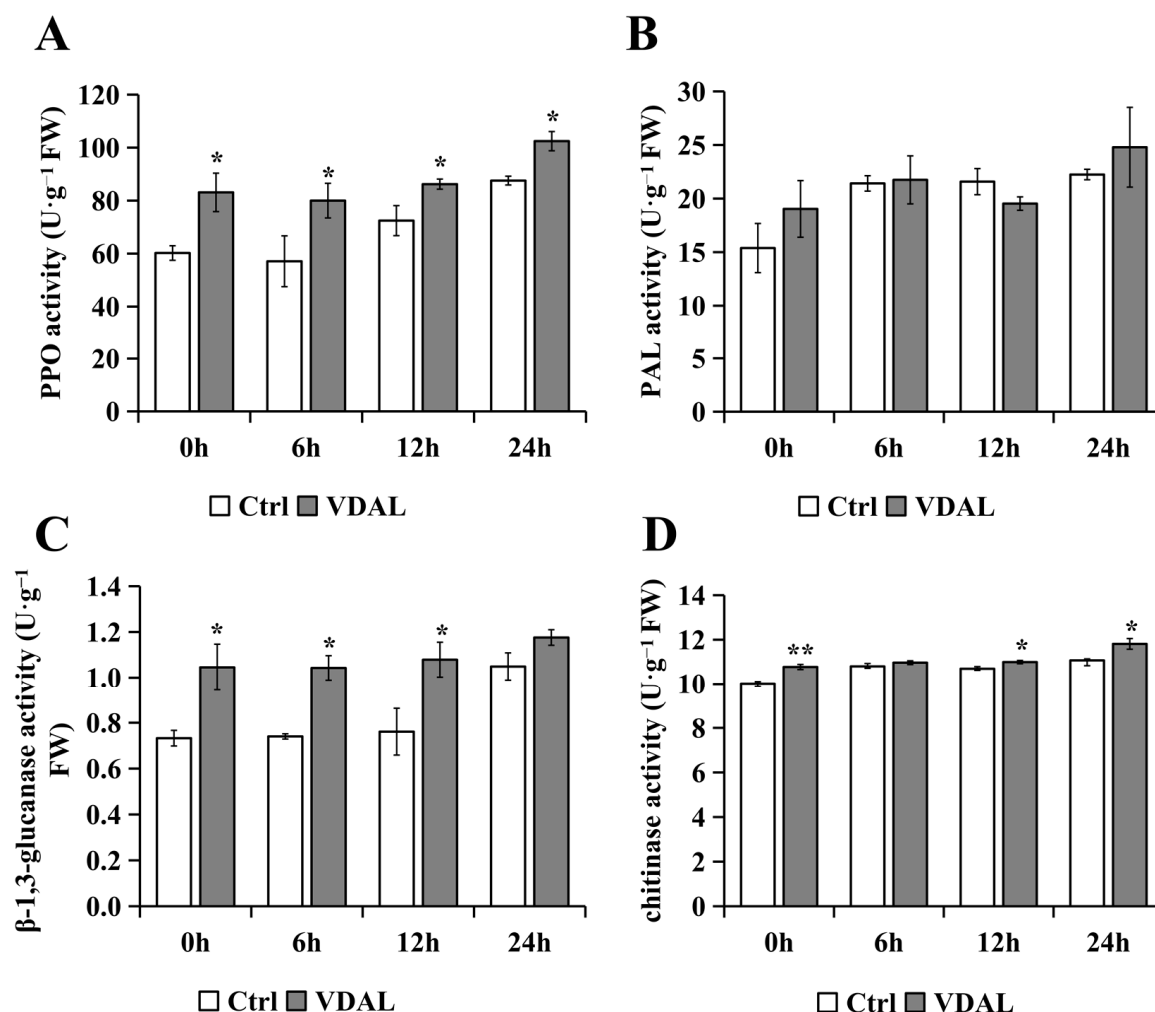 A
PPO activity (U·g⁻¹ FW)
120
100
80
60
40
20
0
*
*
*
*
0h
6h
12h
24h
Ctrl
VDAL
B
PAL activity (U·g⁻¹ FW)
30
25
20
15
10
5
0
0h
6h
12h
24h
Ctrl
VDAL
C
β-1,3-glucanase activity (U·g⁻¹
FW)
1.4
1.2
1.0
0.8
0.6
0.4
0.2
0.0
*
*
*
0h
6h
12h
24h
Ctrl
VDAL
D
chitinase activity (U·g⁻¹ FW)
14
12
10
8
6
4
2
0
**
*
*
0h
6h
12h
24h
Ctrl
VDAL